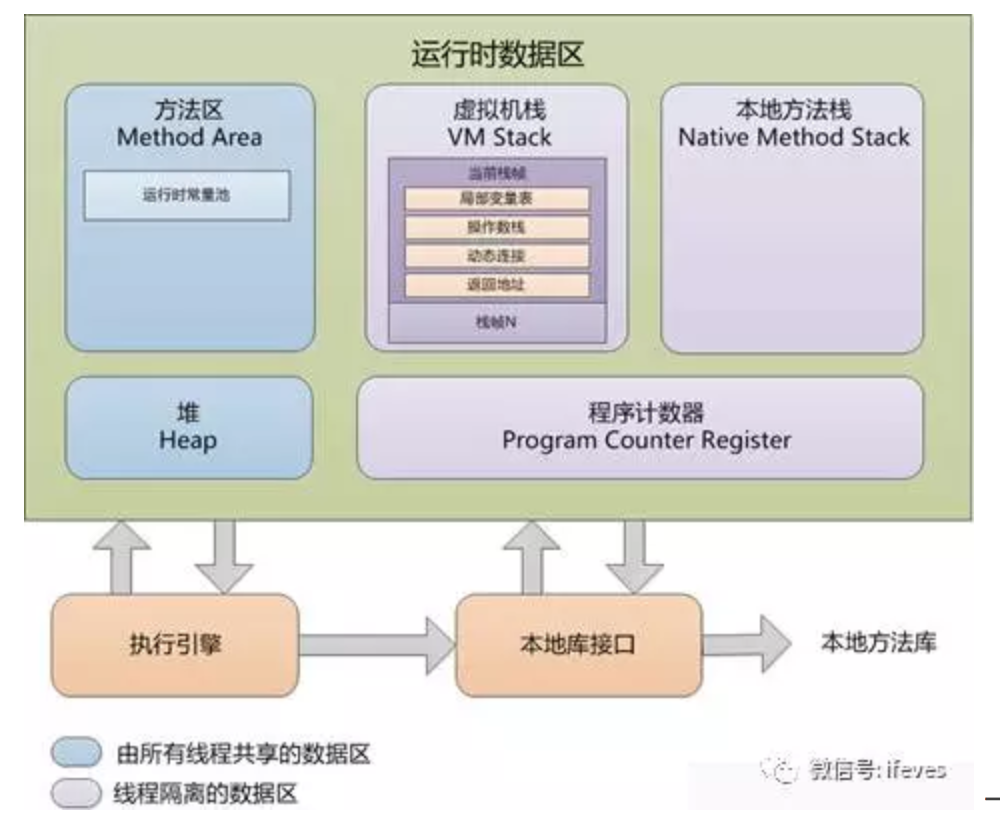 运行时数据区
方法区
Method Area
运行时常量池
虚拟机栈
VM Stack
当前栈帧
局部变量表
操作数栈
动态连接
返回地址
栈帧N
本地方法栈
Native Method Stack
堆
Heap
程序计数器
Program Counter Register
执行引擎
本地库接口
本地方法库
由所有线程共享的数据区
线程隔离的数据区
微信号: ifeves